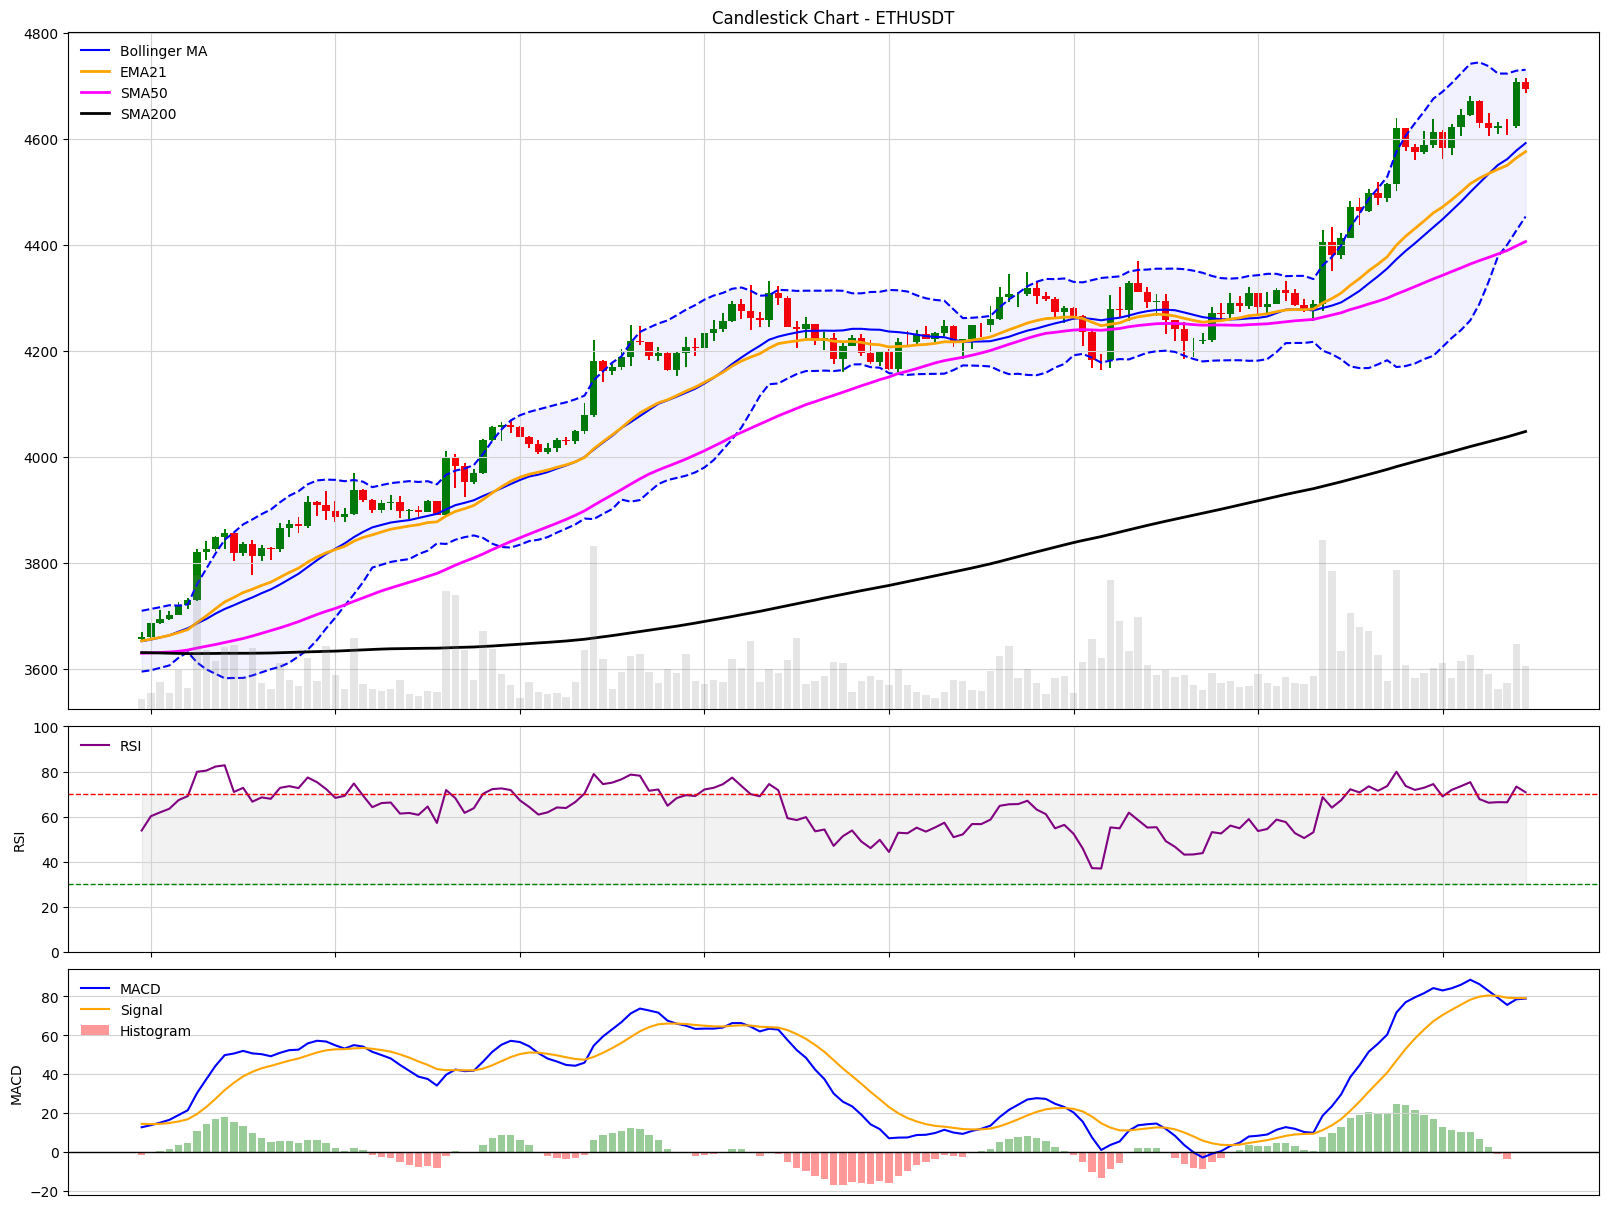 Candlestick Chart - ETHUSDT
4800
4600
4400
4200
4000
3800
3600
Bollinger MA
EMA21
SMA50
SMA200
100
80
60
40
20
0
RSI
RSI
80
60
40
20
0
−20
MACD
MACD
Signal
Histogram